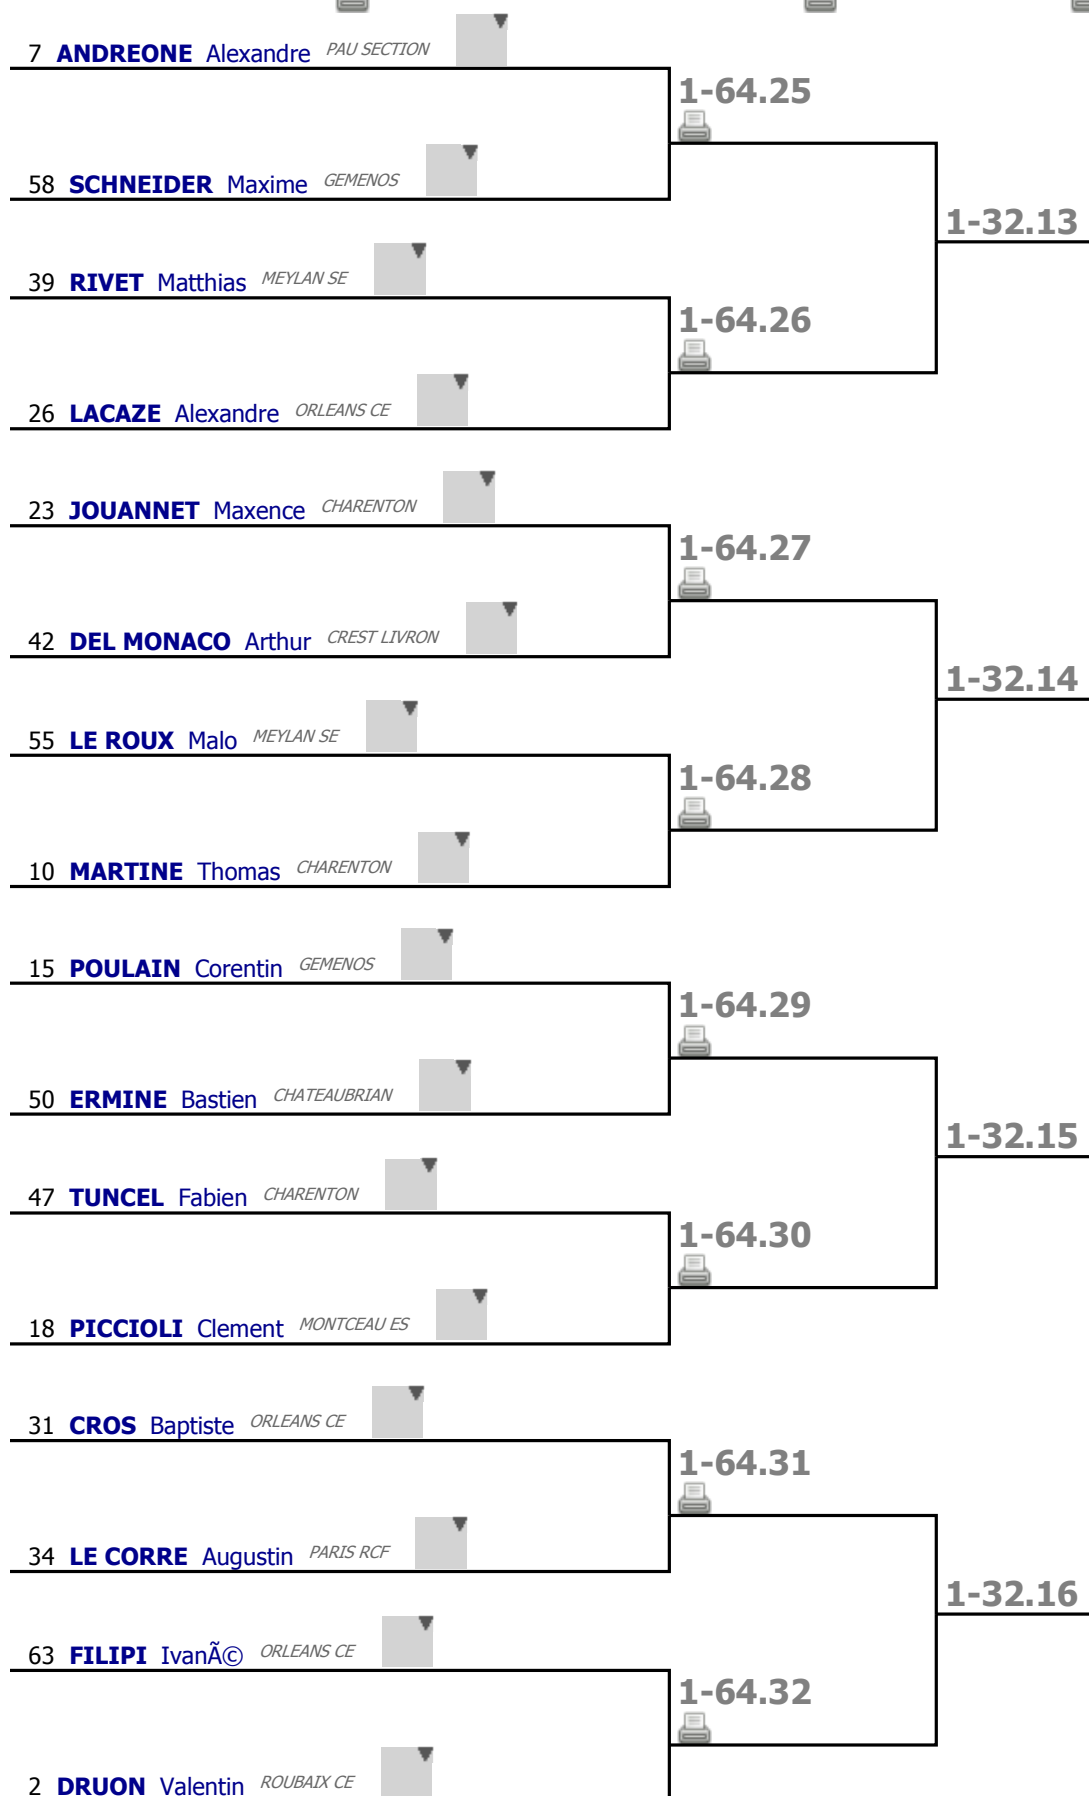 7 ANDREONE Alexandre PAU SECTION
1-64.25
58 SCHNEIDER Maxime GEMENOS
1-32.13
39 RIVET Matthias MEYLAN SE
1-64.26
26 LACAZE Alexandre ORLEANS CE
23 JOUANNET Maxence CHARENTON
1-64.27
42 DEL MONACO Arthur CREST LIVRON
1-32.14
55 LE ROUX Malo MEYLAN SE
1-64.28
10 MARTINE Thomas CHARENTON
15 POULAIN Corentin GEMENOS
1-64.29
50 ERMINE Bastien CHATEAUBRIAN
1-32.15
47 TUNCEL Fabien CHARENTON
1-64.30
18 PICCIOLI Clement MONTCEAU ES
31 CROS Baptiste ORLEANS CE
1-64.31
34 LE CORRE Augustin PARIS RCF
1-32.16
63 FILIPI IvanÃ© ORLEANS CE
1-64.32
2 DRUON Valentin ROUBAIX CE